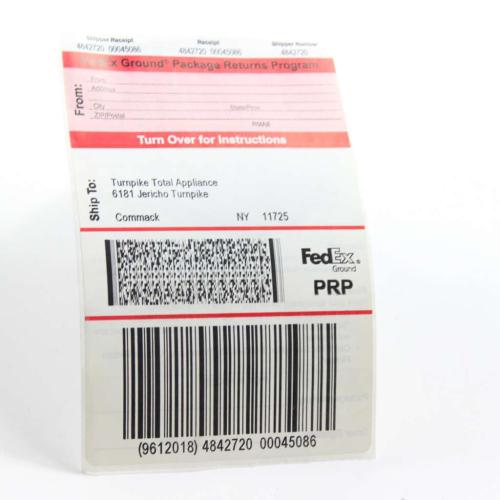 Shipper Receipt Receipt Shipper Number
4842720 00045086 4842720 00045086 4842720
FedEx Ground® Package Returns Program
From:
From
Address
City State/Prov.
ZIP/Postal RMA#
Turn Over for Instructions
Ship To:
Turnpike Total Appliance
6181 Jericho Turnpike
Commack NY 11725
FedEx®
Ground
PRP
(9612018) 4842720 00045086